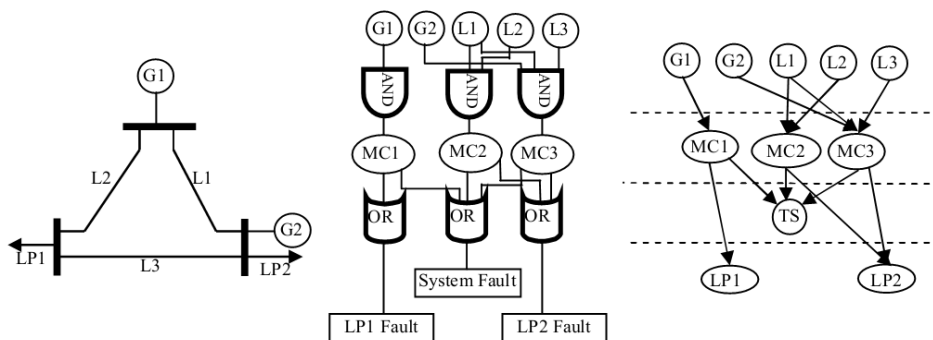 G1
L2
L1
G2
LP1
L3
LP2
G1
G2
L1
L2
L3
AND
AND
AND
MC1
MC2
MC3
OR
OR
OR
System Fault
LP1 Fault
LP2 Fault
G1
G2
L1
L2
L3
MC1
MC2
MC3
TS
LP1
LP2